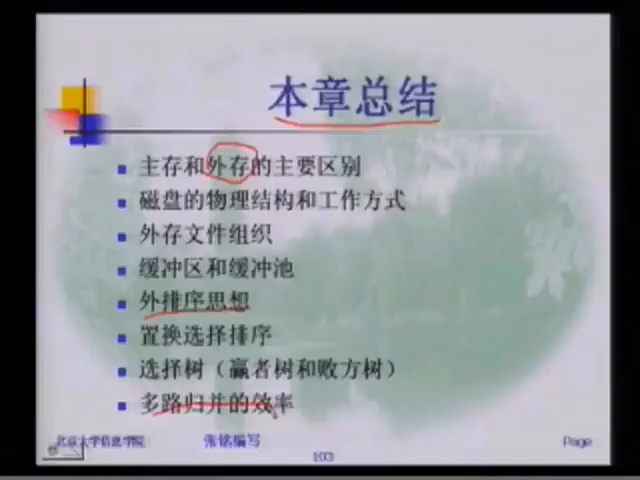 本章总结
主存和外存的主要区别
磁盘的物理结构和工作方式
外存文件组织
缓冲区和缓冲池
外排序思想
置换选择排序
选择树（赢者树和败方树）
多路归并的效率
北京大学信息学院 张铭编写 Page
103